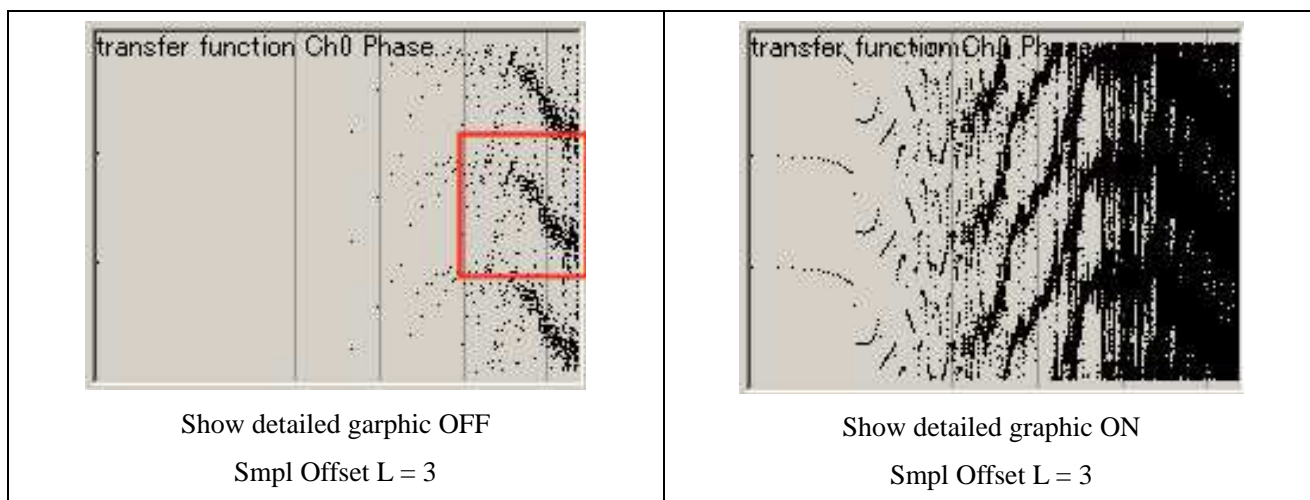 transfer function Ch0 Phase
Show detailed garphic OFF
Smpl Offset L = 3
transfer function Ch0 Phase
Show detailed graphic ON
Smpl Offset L = 3